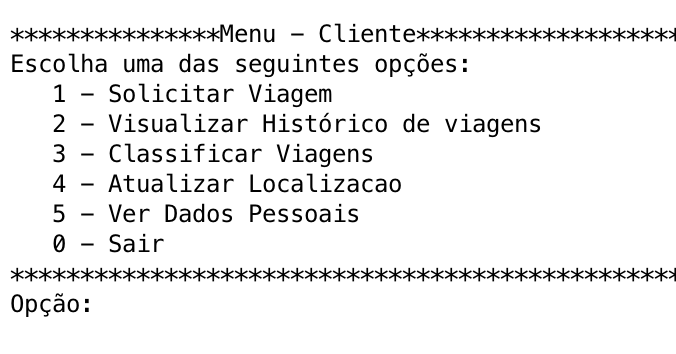 ***************Menu - Cliente*******************
Escolha uma das seguintes opções:
1 - Solicitar Viagem
2 - Visualizar Histórico de viagens
3 - Classificar Viagens
4 - Atualizar Localizacao
5 - Ver Dados Pessoais
0 - Sair
************************************************
Opção: